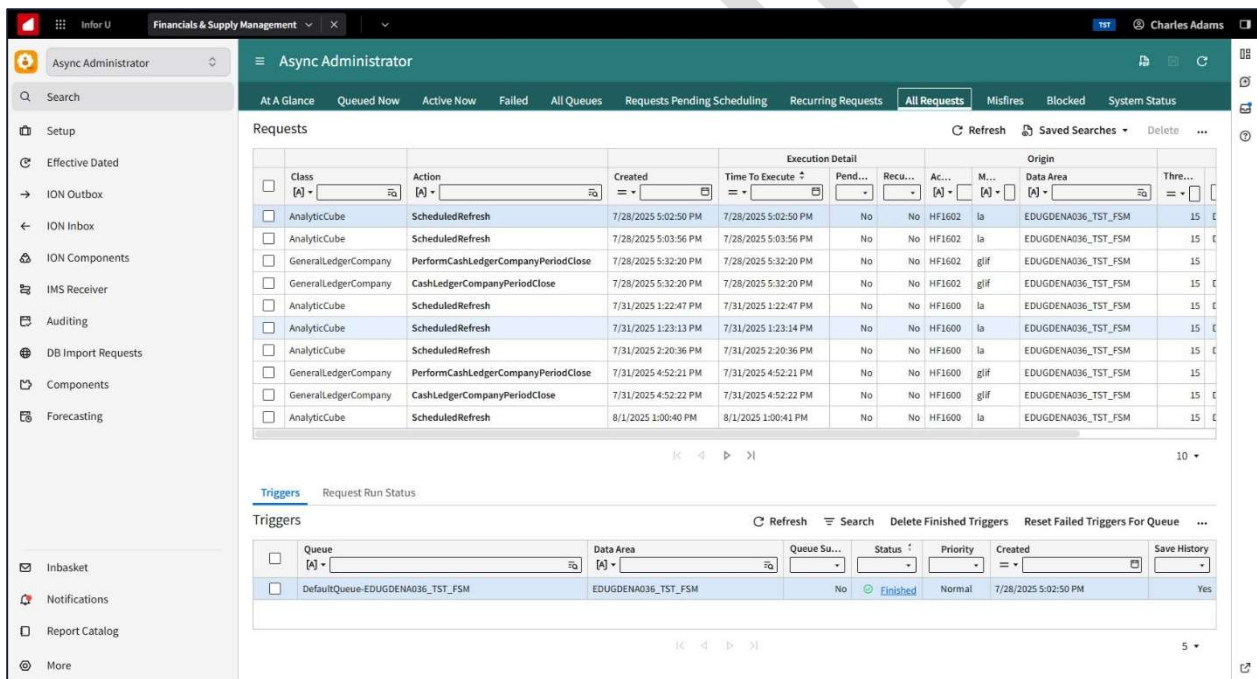 Infor U Financials & Supply Management TST Charles Adams
Async Administrator
Search
Setup
Effective Dated
ION Outbox
ION Inbox
ION Components
IMS Receiver
Auditing
DB Import Requests
Components
Forecasting
Inbasket
Notifications
Report Catalog
More
Async Administrator
At A Glance Queued Now Active Now Failed All Queues Requests Pending Scheduling Recurring Requests All Requests Misfires Blocked System Status
Requests Refresh Saved Searches Delete ...
Execution Detail Origin
Class Action Created Time To Execute Pend... Recu... Ac... M... Data Area Thre...
[A] [A] = = [A] [A] [A] =
AnalyticCube ScheduledRefresh 7/28/2025 5:02:50 PM 7/28/2025 5:02:50 PM No No HF1602 la EDUGDENA036_TST_FSM 15
AnalyticCube ScheduledRefresh 7/28/2025 5:03:56 PM 7/28/2025 5:03:56 PM No No HF1602 la EDUGDENA036_TST_FSM 15
GeneralLedgerCompany PerformCashLedgerCompanyPeriodClose 7/28/2025 5:32:20 PM 7/28/2025 5:32:20 PM No No HF1602 glif EDUGDENA036_TST_FSM 15
GeneralLedgerCompany CashLedgerCompanyPeriodClose 7/28/2025 5:32:20 PM 7/28/2025 5:32:20 PM No No HF1602 glif EDUGDENA036_TST_FSM 15
AnalyticCube ScheduledRefresh 7/31/2025 1:22:47 PM 7/31/2025 1:22:47 PM No No HF1600 la EDUGDENA036_TST_FSM 15
AnalyticCube ScheduledRefresh 7/31/2025 1:23:13 PM 7/31/2025 1:23:14 PM No No HF1600 la EDUGDENA036_TST_FSM 15
AnalyticCube ScheduledRefresh 7/31/2025 2:20:36 PM 7/31/2025 2:20:36 PM No No HF1600 la EDUGDENA036_TST_FSM 15
GeneralLedgerCompany PerformCashLedgerCompanyPeriodClose 7/31/2025 4:52:21 PM 7/31/2025 4:52:21 PM No No HF1600 glif EDUGDENA036_TST_FSM 15
GeneralLedgerCompany CashLedgerCompanyPeriodClose 7/31/2025 4:52:22 PM 7/31/2025 4:52:22 PM No No HF1600 glif EDUGDENA036_TST_FSM 15
AnalyticCube ScheduledRefresh 8/1/2025 1:00:40 PM 8/1/2025 1:00:41 PM No No HF1600 la EDUGDENA036_TST_FSM 15
10
Triggers Request Run Status
Triggers Refresh Search Delete Finished Triggers Reset Failed Triggers For Queue ...
Queue Data Area Queue Su... Status Priority Created Save History
[A] [A] =
DefaultQueue-EDUGDENA036_TST_FSM EDUGDENA036_TST_FSM No Finished Normal 7/28/2025 5:02:50 PM Yes
5